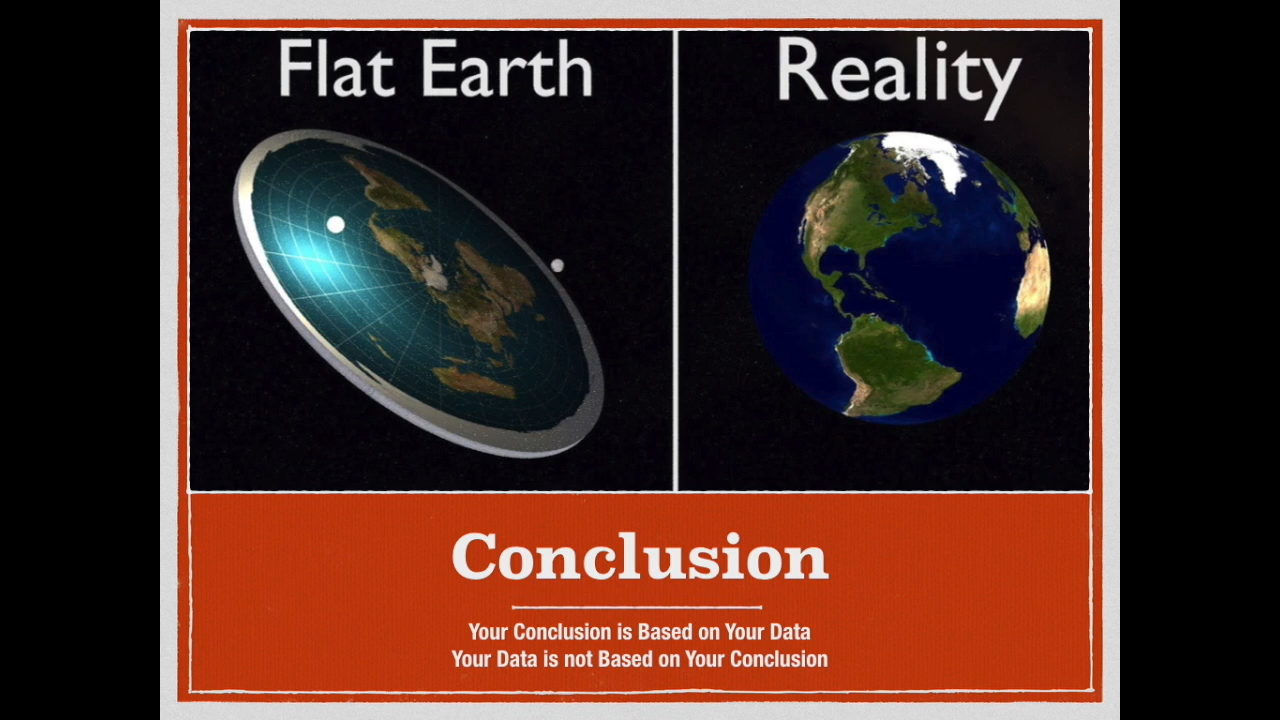 Flat Earth
Reality
Conclusion
Your Conclusion is Based on Your Data
Your Data is not Based on Your Conclusion